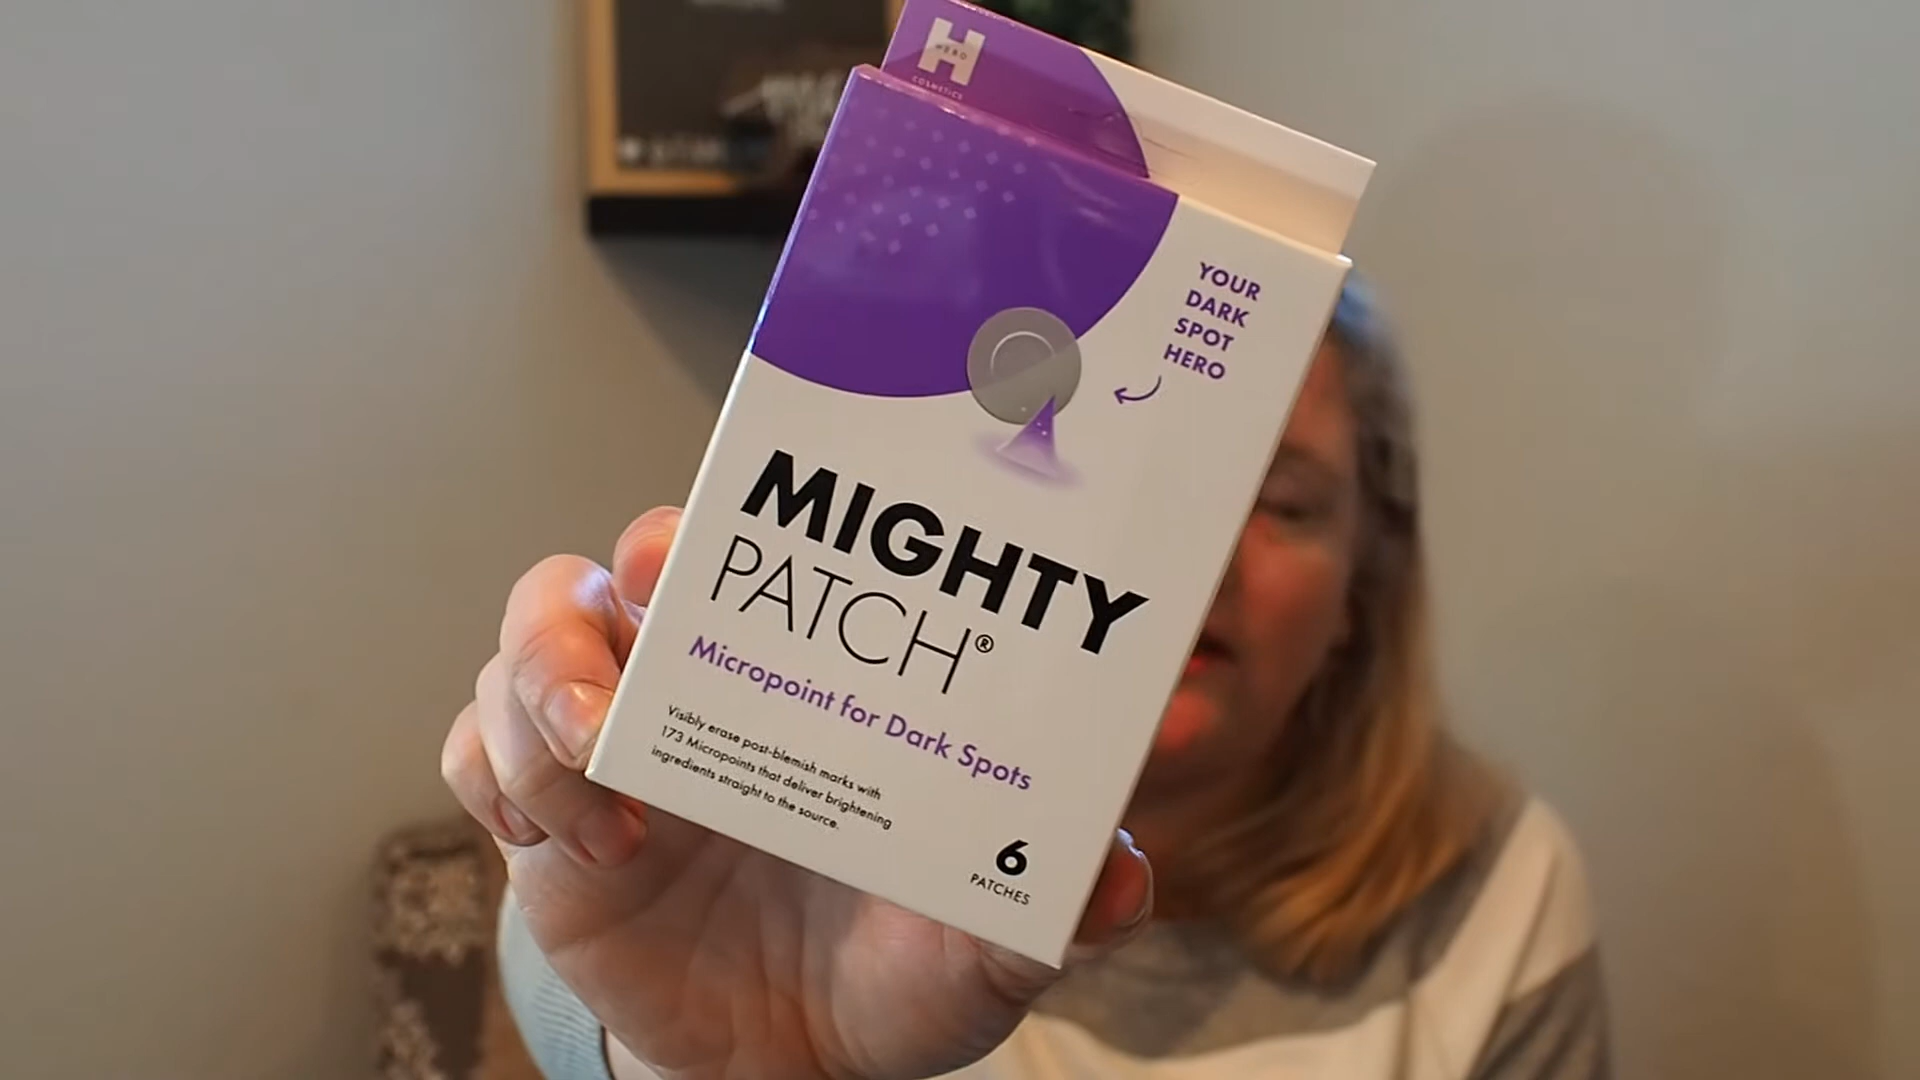 HERO
COSMETICS
YOUR
DARK
SPOT
HERO
MIGHTY
PATCH®
Micropoint for Dark Spots
Visibly erase post-blemish marks with
173 Micropoints that deliver brightening
ingredients straight to the source.
6
PATCHES